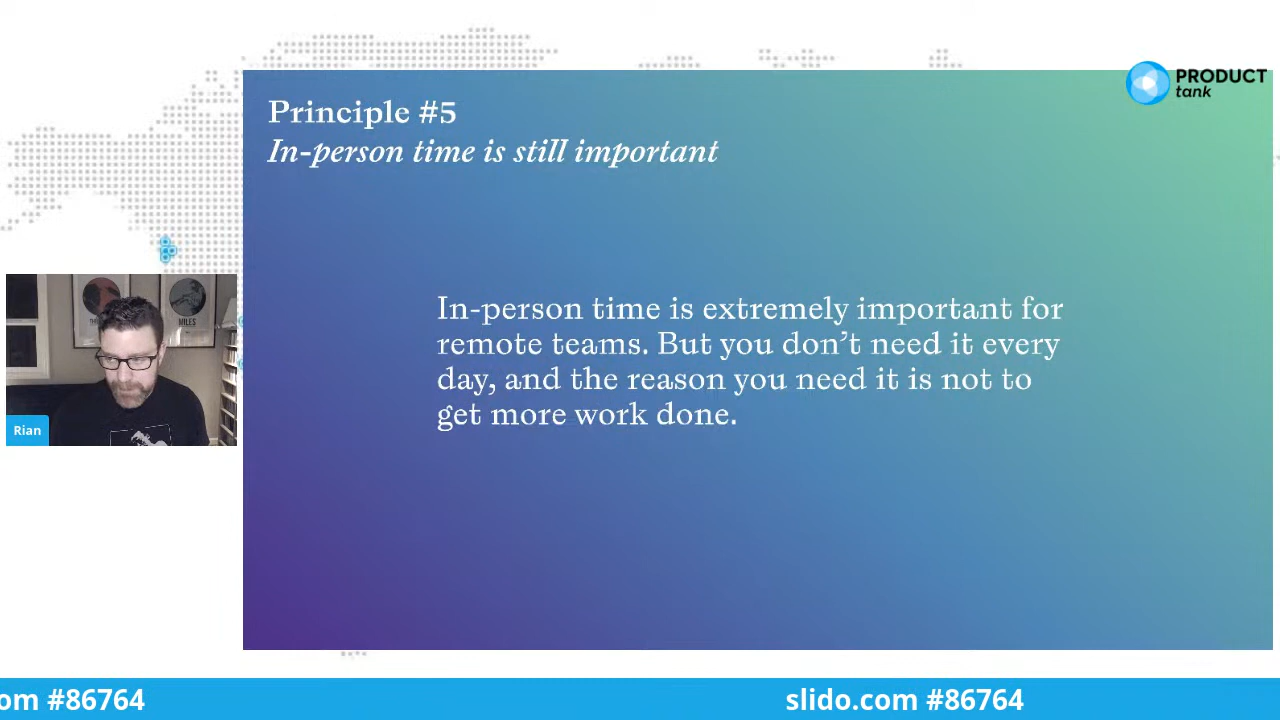 PRODUCT
tank
Principle #5
In-person time is still important
In-person time is extremely important for
remote teams. But you don’t need it every
day, and the reason you need it is not to
get more work done.
MILES
Rian
om #86764
slido.com #86764